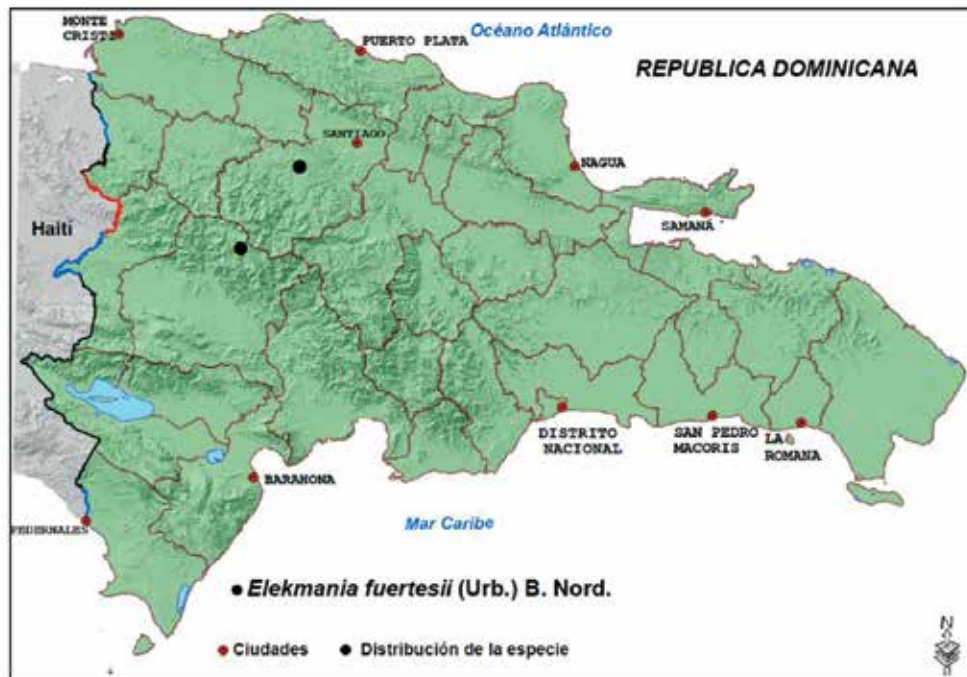 MONTE
CRISTI
Océano Atlántico
PUERTO PLATA
REPUBLICA DOMINICANA
SANTIAGO
NAGUA
SAMANA
Haití
DISTRITO
NACIONAL
SAN PEDRO
MACORIS
LA
ROMANA
BARAHONA
PEDERNALES
Mar Caribe
Elekmania fuertesii (Urb.) B. Nord.
Ciudades
Distribución de la especie
N